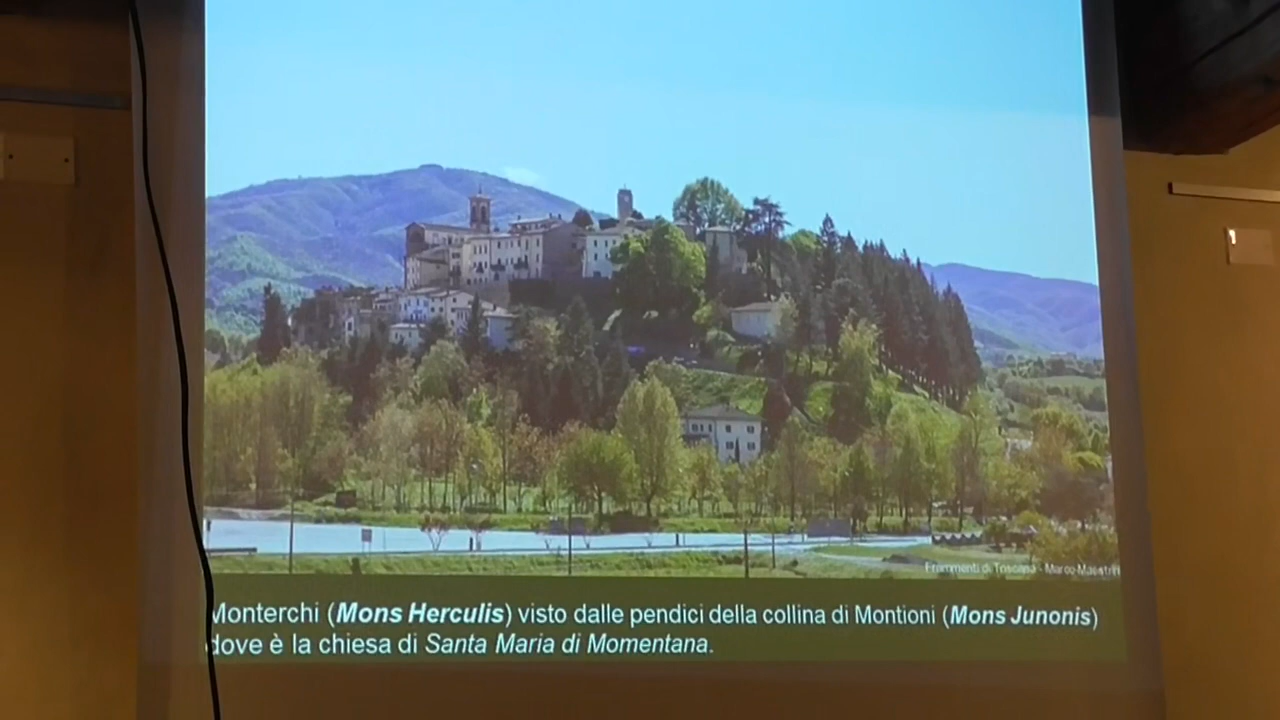 Frammenti di Toscana - Marco Maestri
Monterchi (Mons Herculis) visto dalle pendici della collina di Montioni (Mons Junonis)
dove è la chiesa di Santa Maria di Momentana.